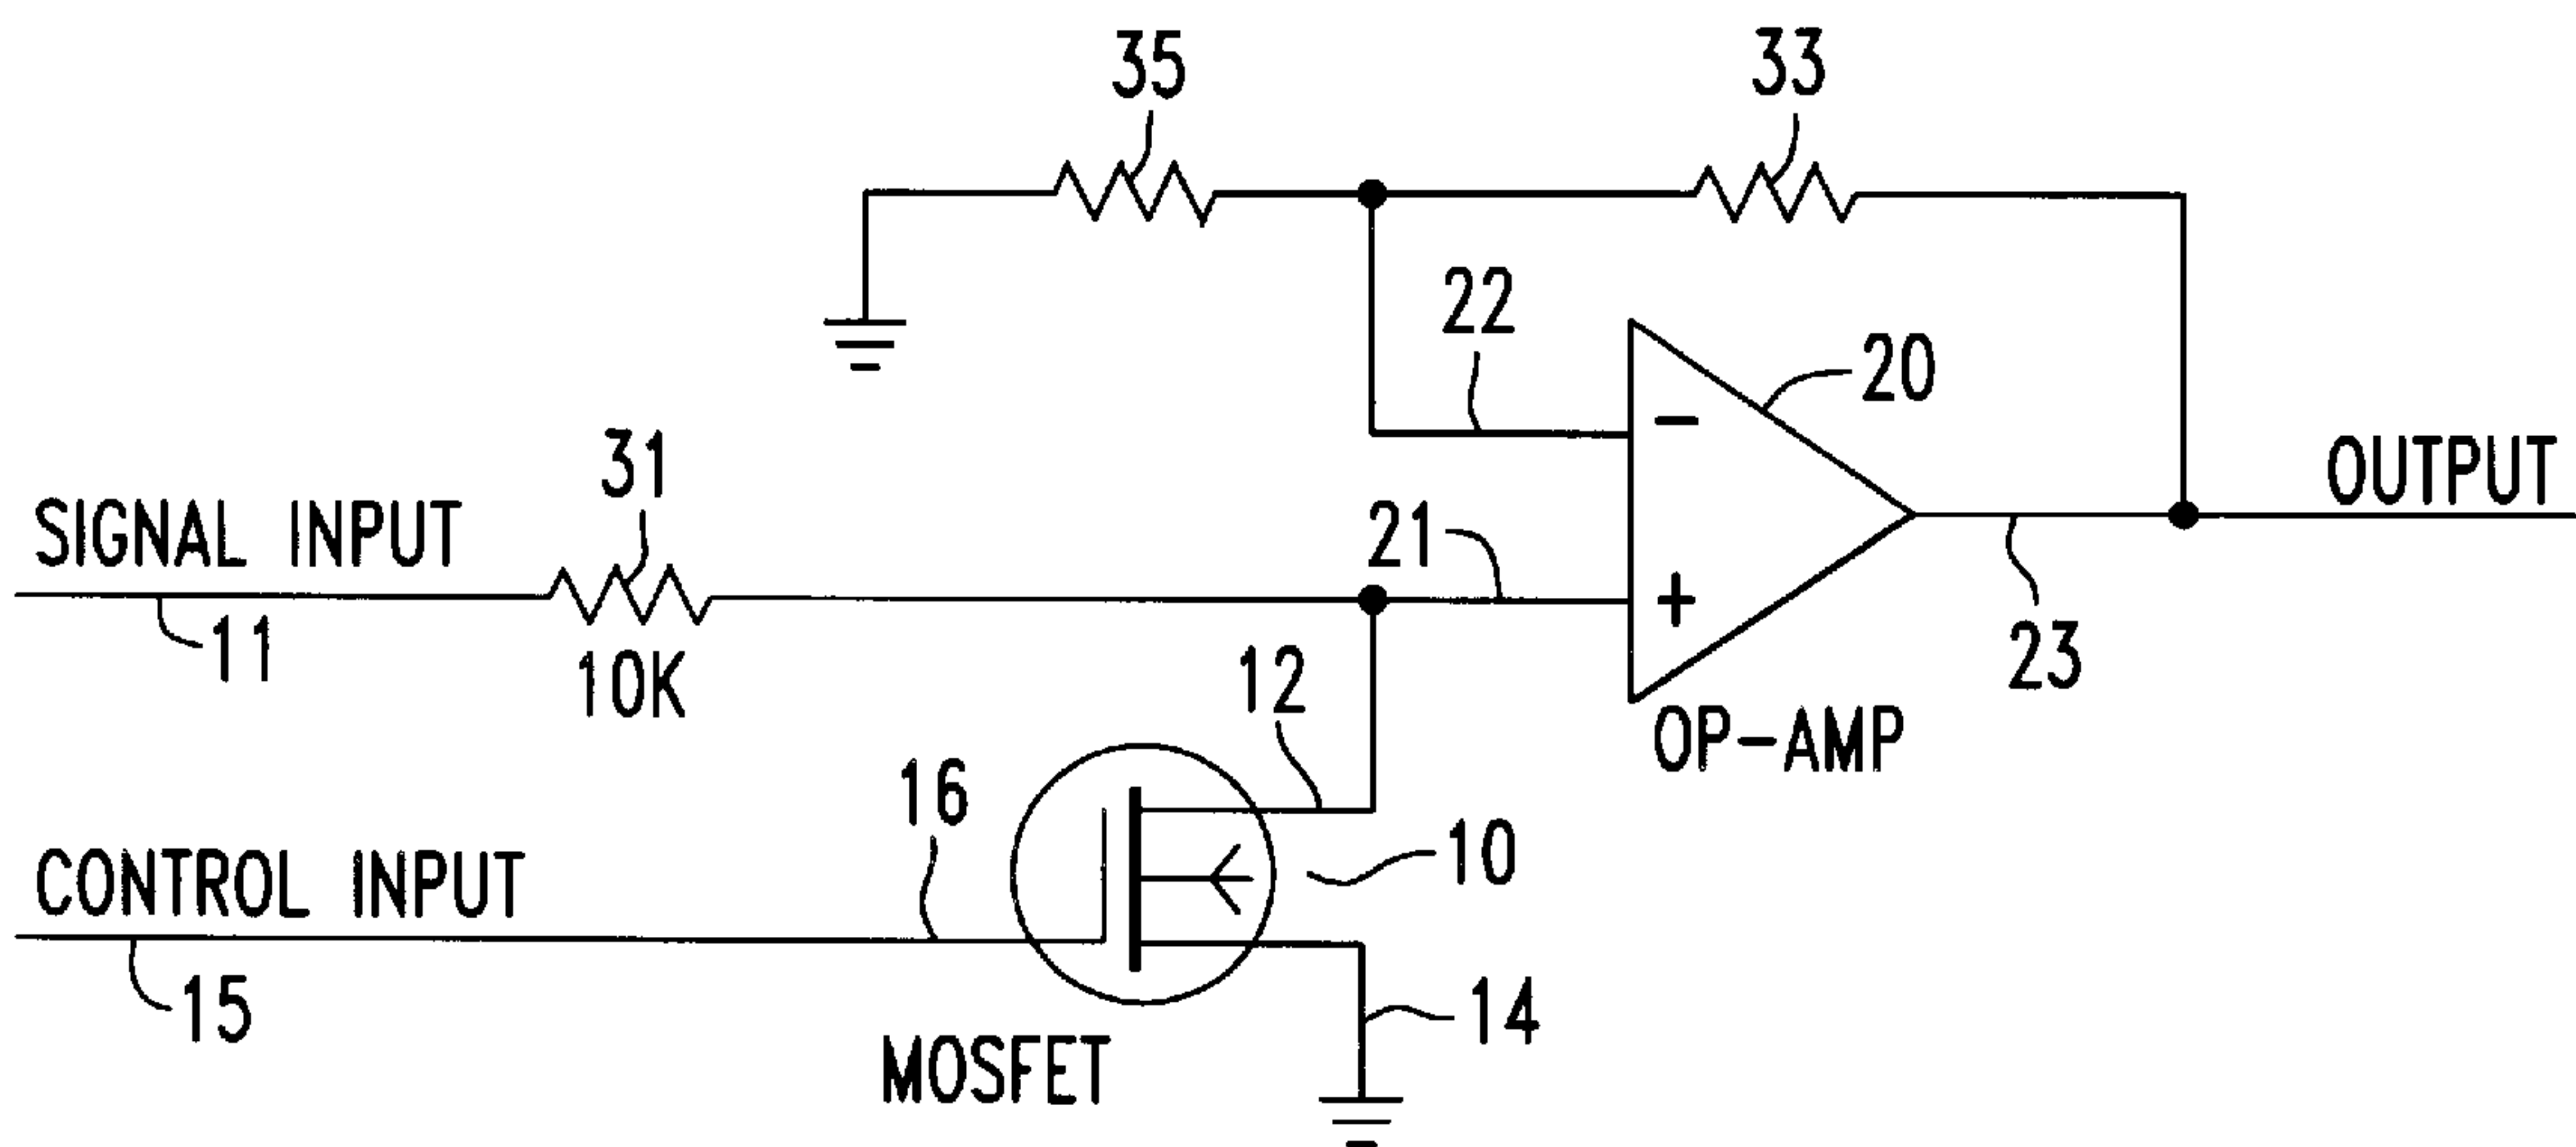 35
33
22
20
31
SIGNAL INPUT
21
OUTPUT
11
10K
12
23
OP-AMP
16
10
CONTROL INPUT
15
14
MOSFET
-
+